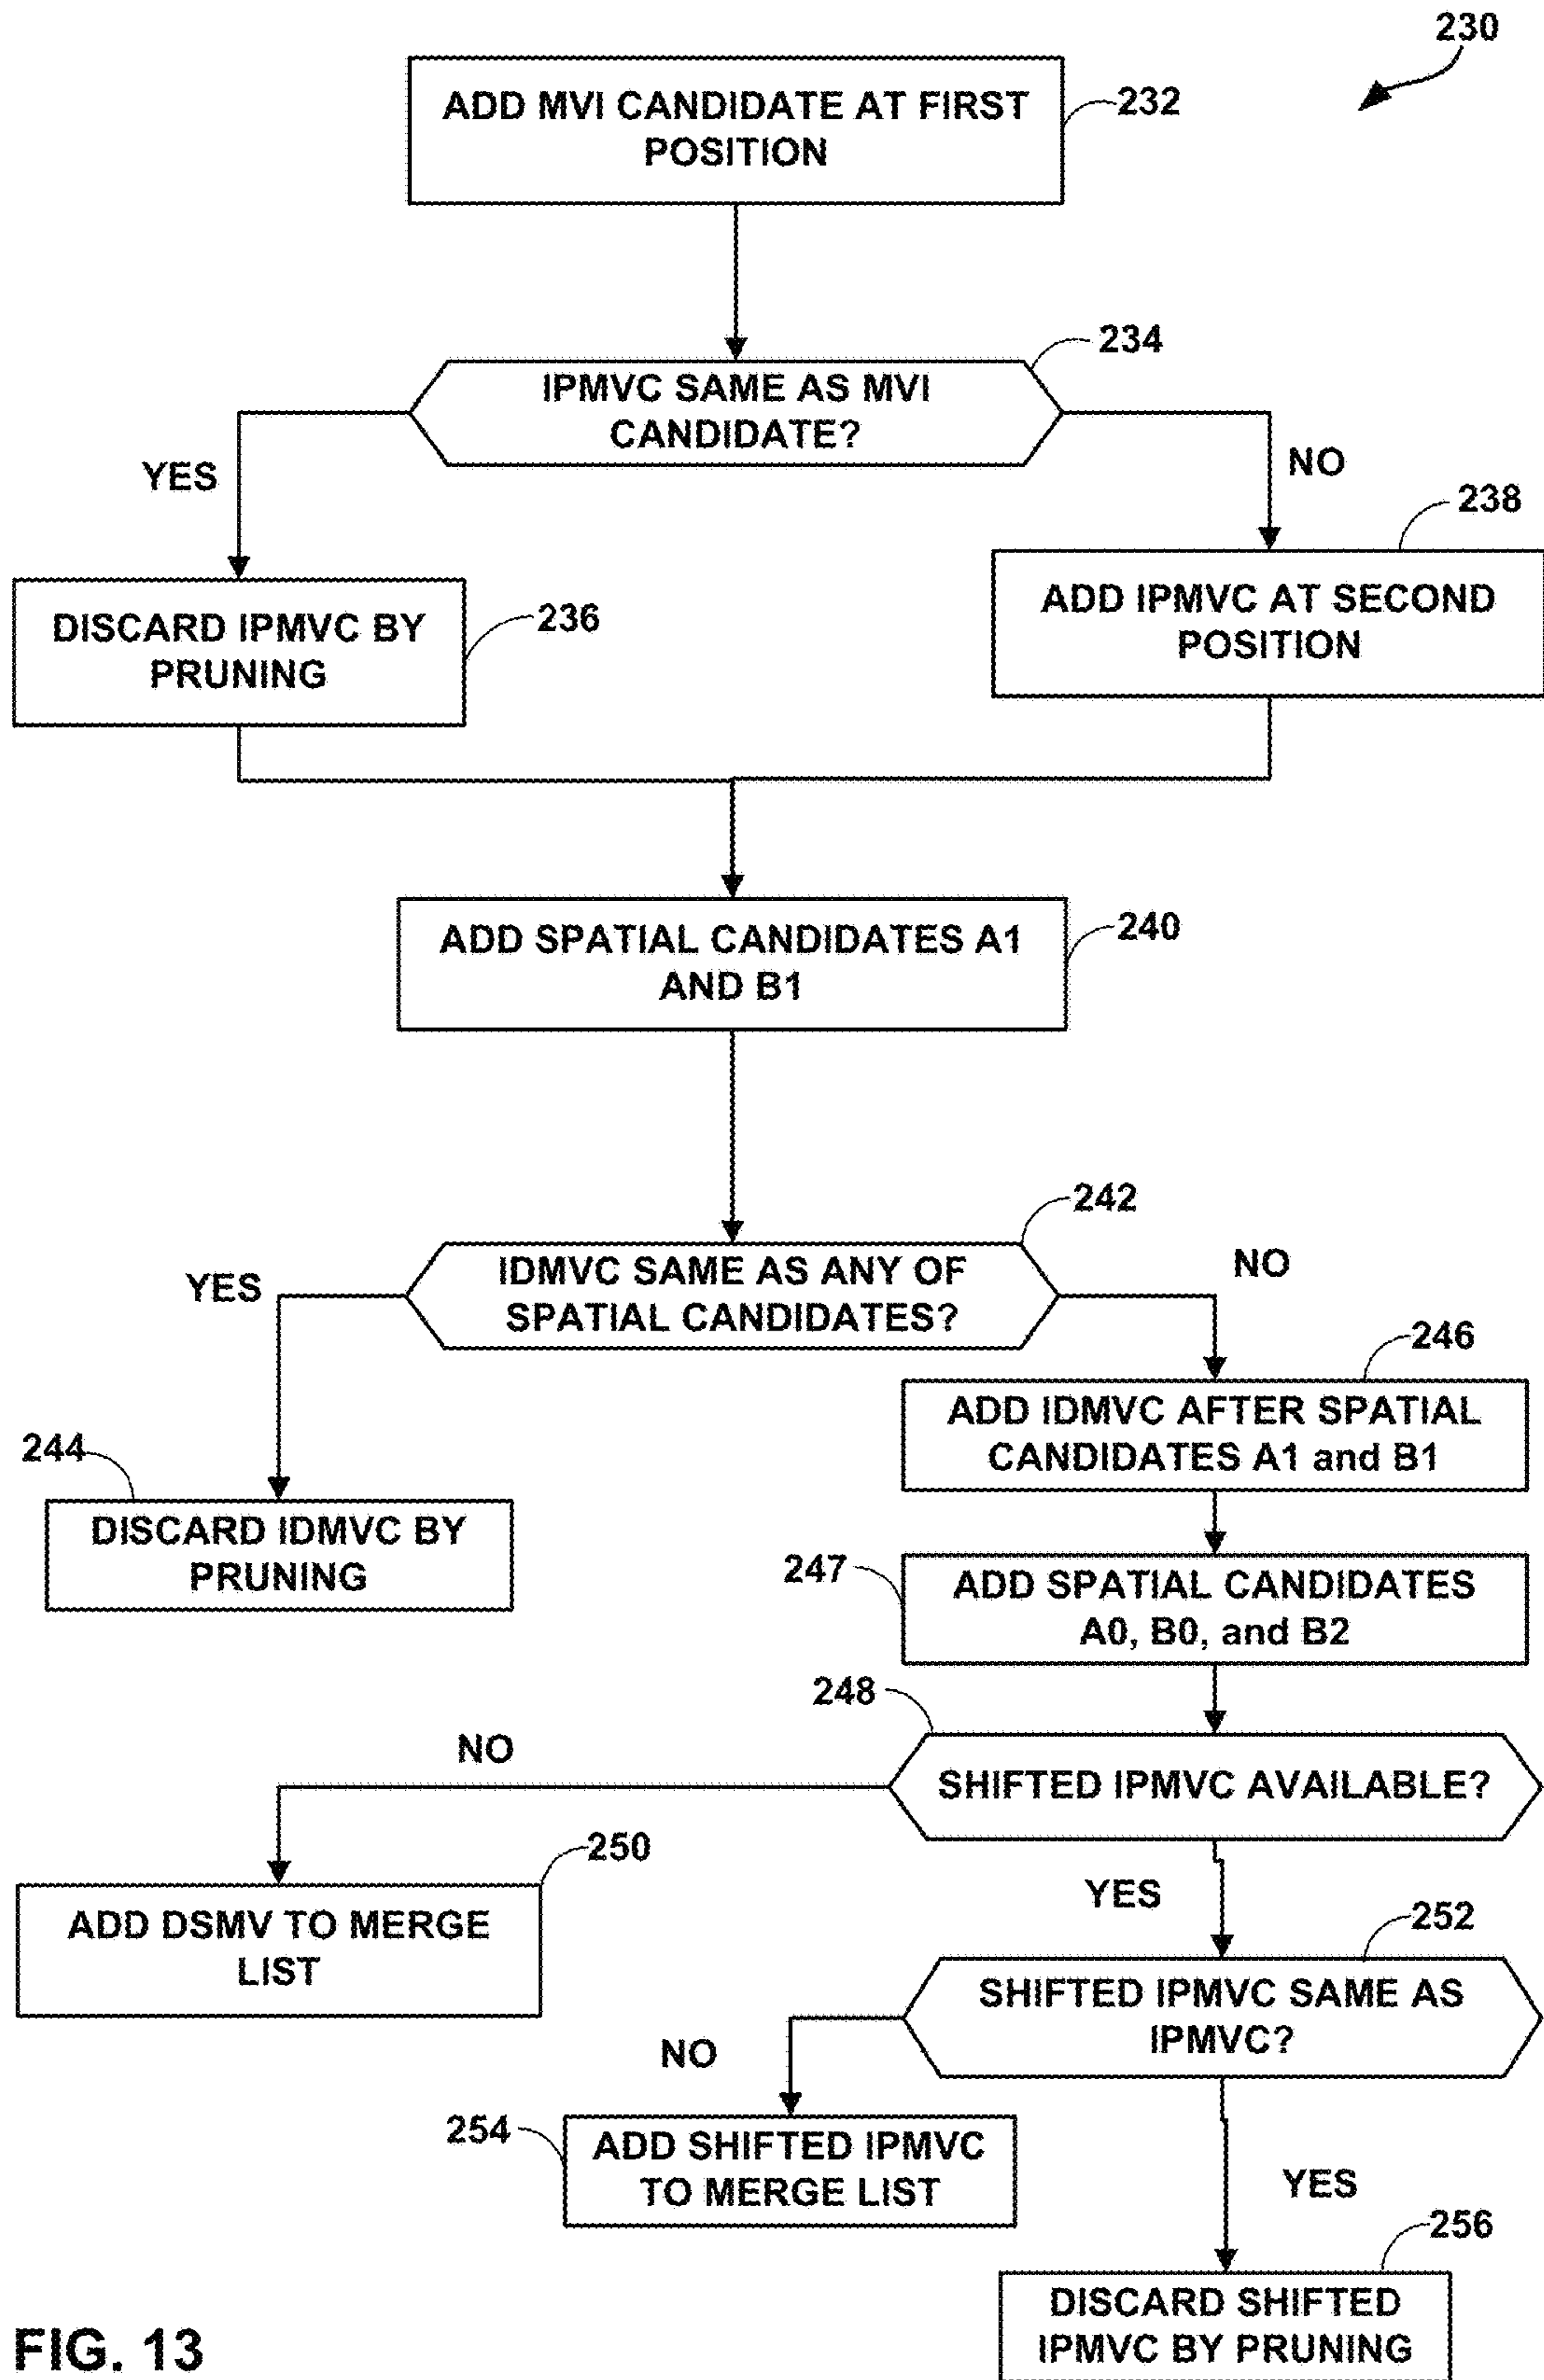 230
ADD MVI CANDIDATE AT FIRST
POSITION
232
234
IPMVC SAME AS MVI
CANDIDATE?
YES
NO
238
DISCARD IPMVC BY
PRUNING
236
ADD IPMVC AT SECOND
POSITION
ADD SPATIAL CANDIDATES A1
AND B1
240
242
IDMVC SAME AS ANY OF
SPATIAL CANDIDATES?
YES
NO
246
ADD IDMVC AFTER SPATIAL
CANDIDATES A1 and B1
244
DISCARD IDMVC BY
PRUNING
247
ADD SPATIAL CANDIDATES
A0, B0, and B2
248
NO
SHIFTED IPMVC AVAILABLE?
250
ADD DSMV TO MERGE
LIST
YES
252
SHIFTED IPMVC SAME AS
IPMVC?
NO
254
ADD SHIFTED IPMVC
TO MERGE LIST
YES
256
DISCARD SHIFTED
IPMVC BY PRUNING
FIG. 13